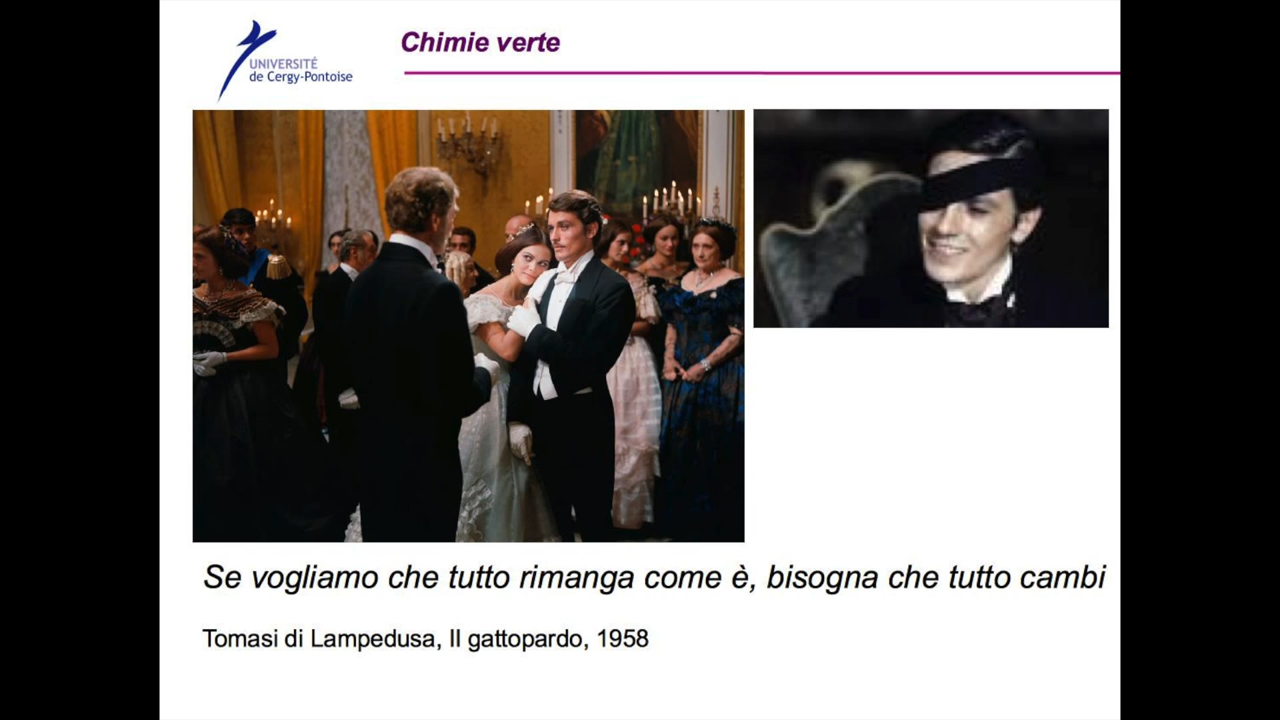 UNIVERSITÉ
de Cergy-Pontoise
Chimie verte
Se vogliamo che tutto rimanga come è, bisogna che tutto cambi
Tomasi di Lampedusa, Il gattopardo, 1958